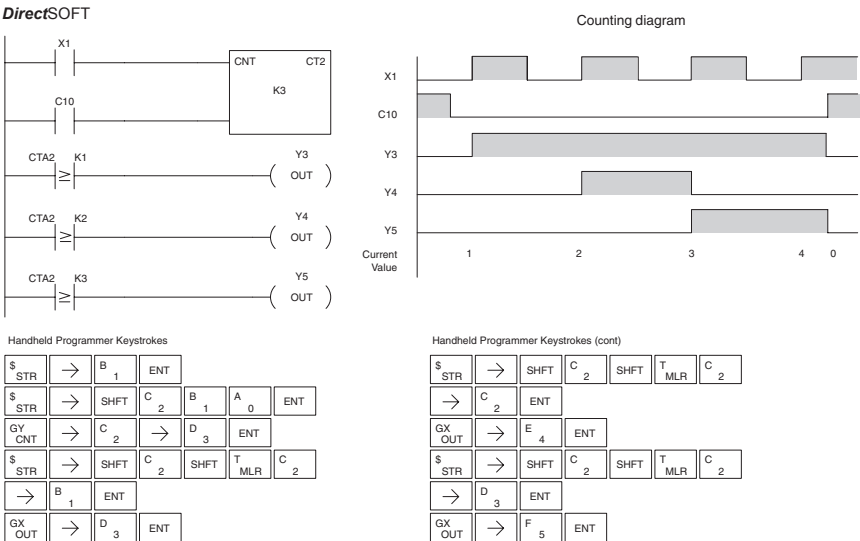 DirectSOFT
X1
CNT CT2
K3
C10
CTA2 K1
≥
Y3
OUT
CTA2 K2
≥
Y4
OUT
CTA2 K3
≥
Y5
OUT
Counting diagram
X1
C10
Y3
Y4
Y5
Current
Value
1 2 3 4 0
Handheld Programmer Keystrokes
$ STR → B 1 ENT
$ STR → SHFT C 2 B 1 A 0 ENT
GY CNT → C 2 → D 3 ENT
$ STR → SHFT C 2 SHFT T MLR C 2
→ B 1 ENT
GX OUT → D 3 ENT
Handheld Programmer Keystrokes (cont)
$ STR → SHFT C 2 SHFT T MLR C 2
→ C 2 ENT
GX OUT → E 4 ENT
$ STR → SHFT C 2 SHFT T MLR C 2
→ D 3 ENT
GX OUT → F 5 ENT